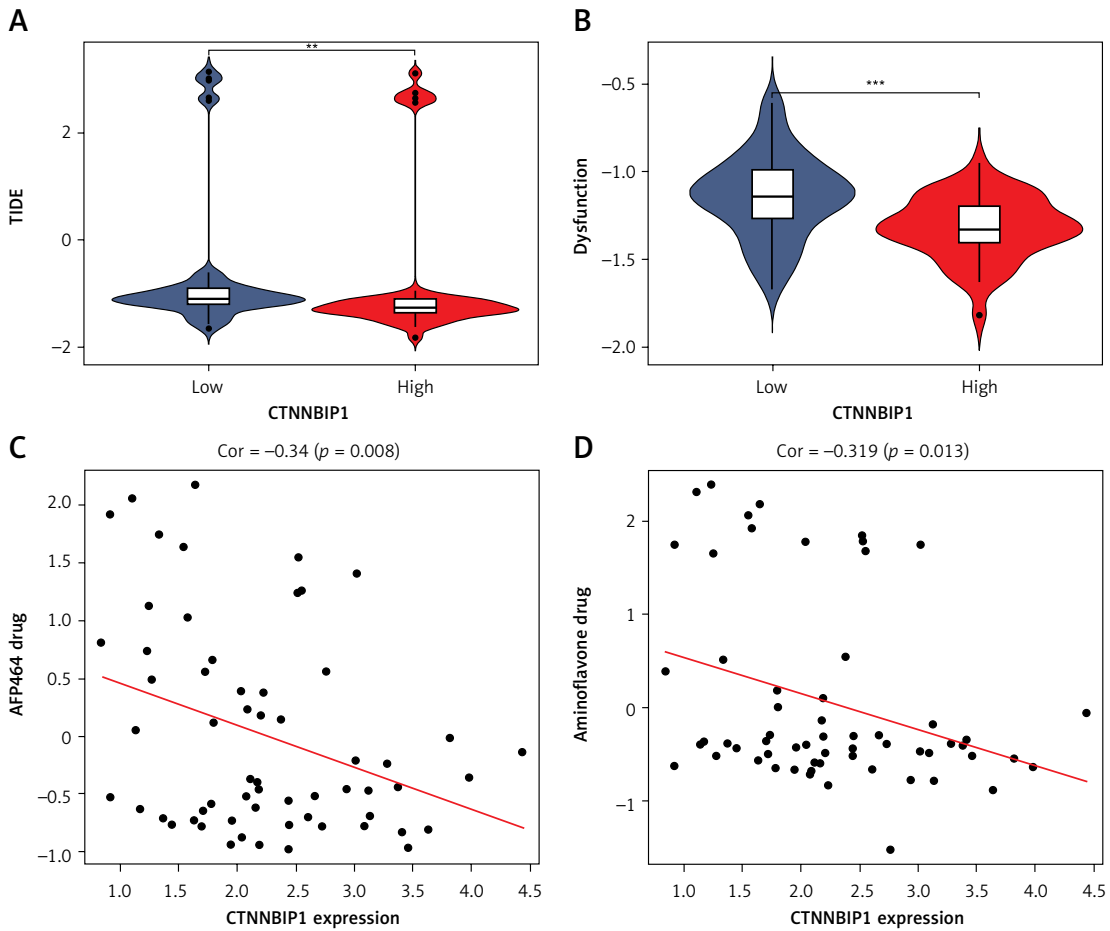 A
**
TIDE
2
0
−2
Low
High
CTNNBIP1
B
***
Dysfunction
−0.5
−1.0
−1.5
−2.0
Low
High
CTNNBIP1
C
Cor = −0.34 (p = 0.008)
AFP464 drug
2.0
1.5
1.0
0.5
0
−0.5
−1.0
1.0 1.5 2.0 2.5 3.0 3.5 4.0 4.5
CTNNBIP1 expression
D
Cor = −0.319 (p = 0.013)
Aminoflavone drug
2
1
0
−1
1.0 1.5 2.0 2.5 3.0 3.5 4.0 4.5
CTNNBIP1 expression